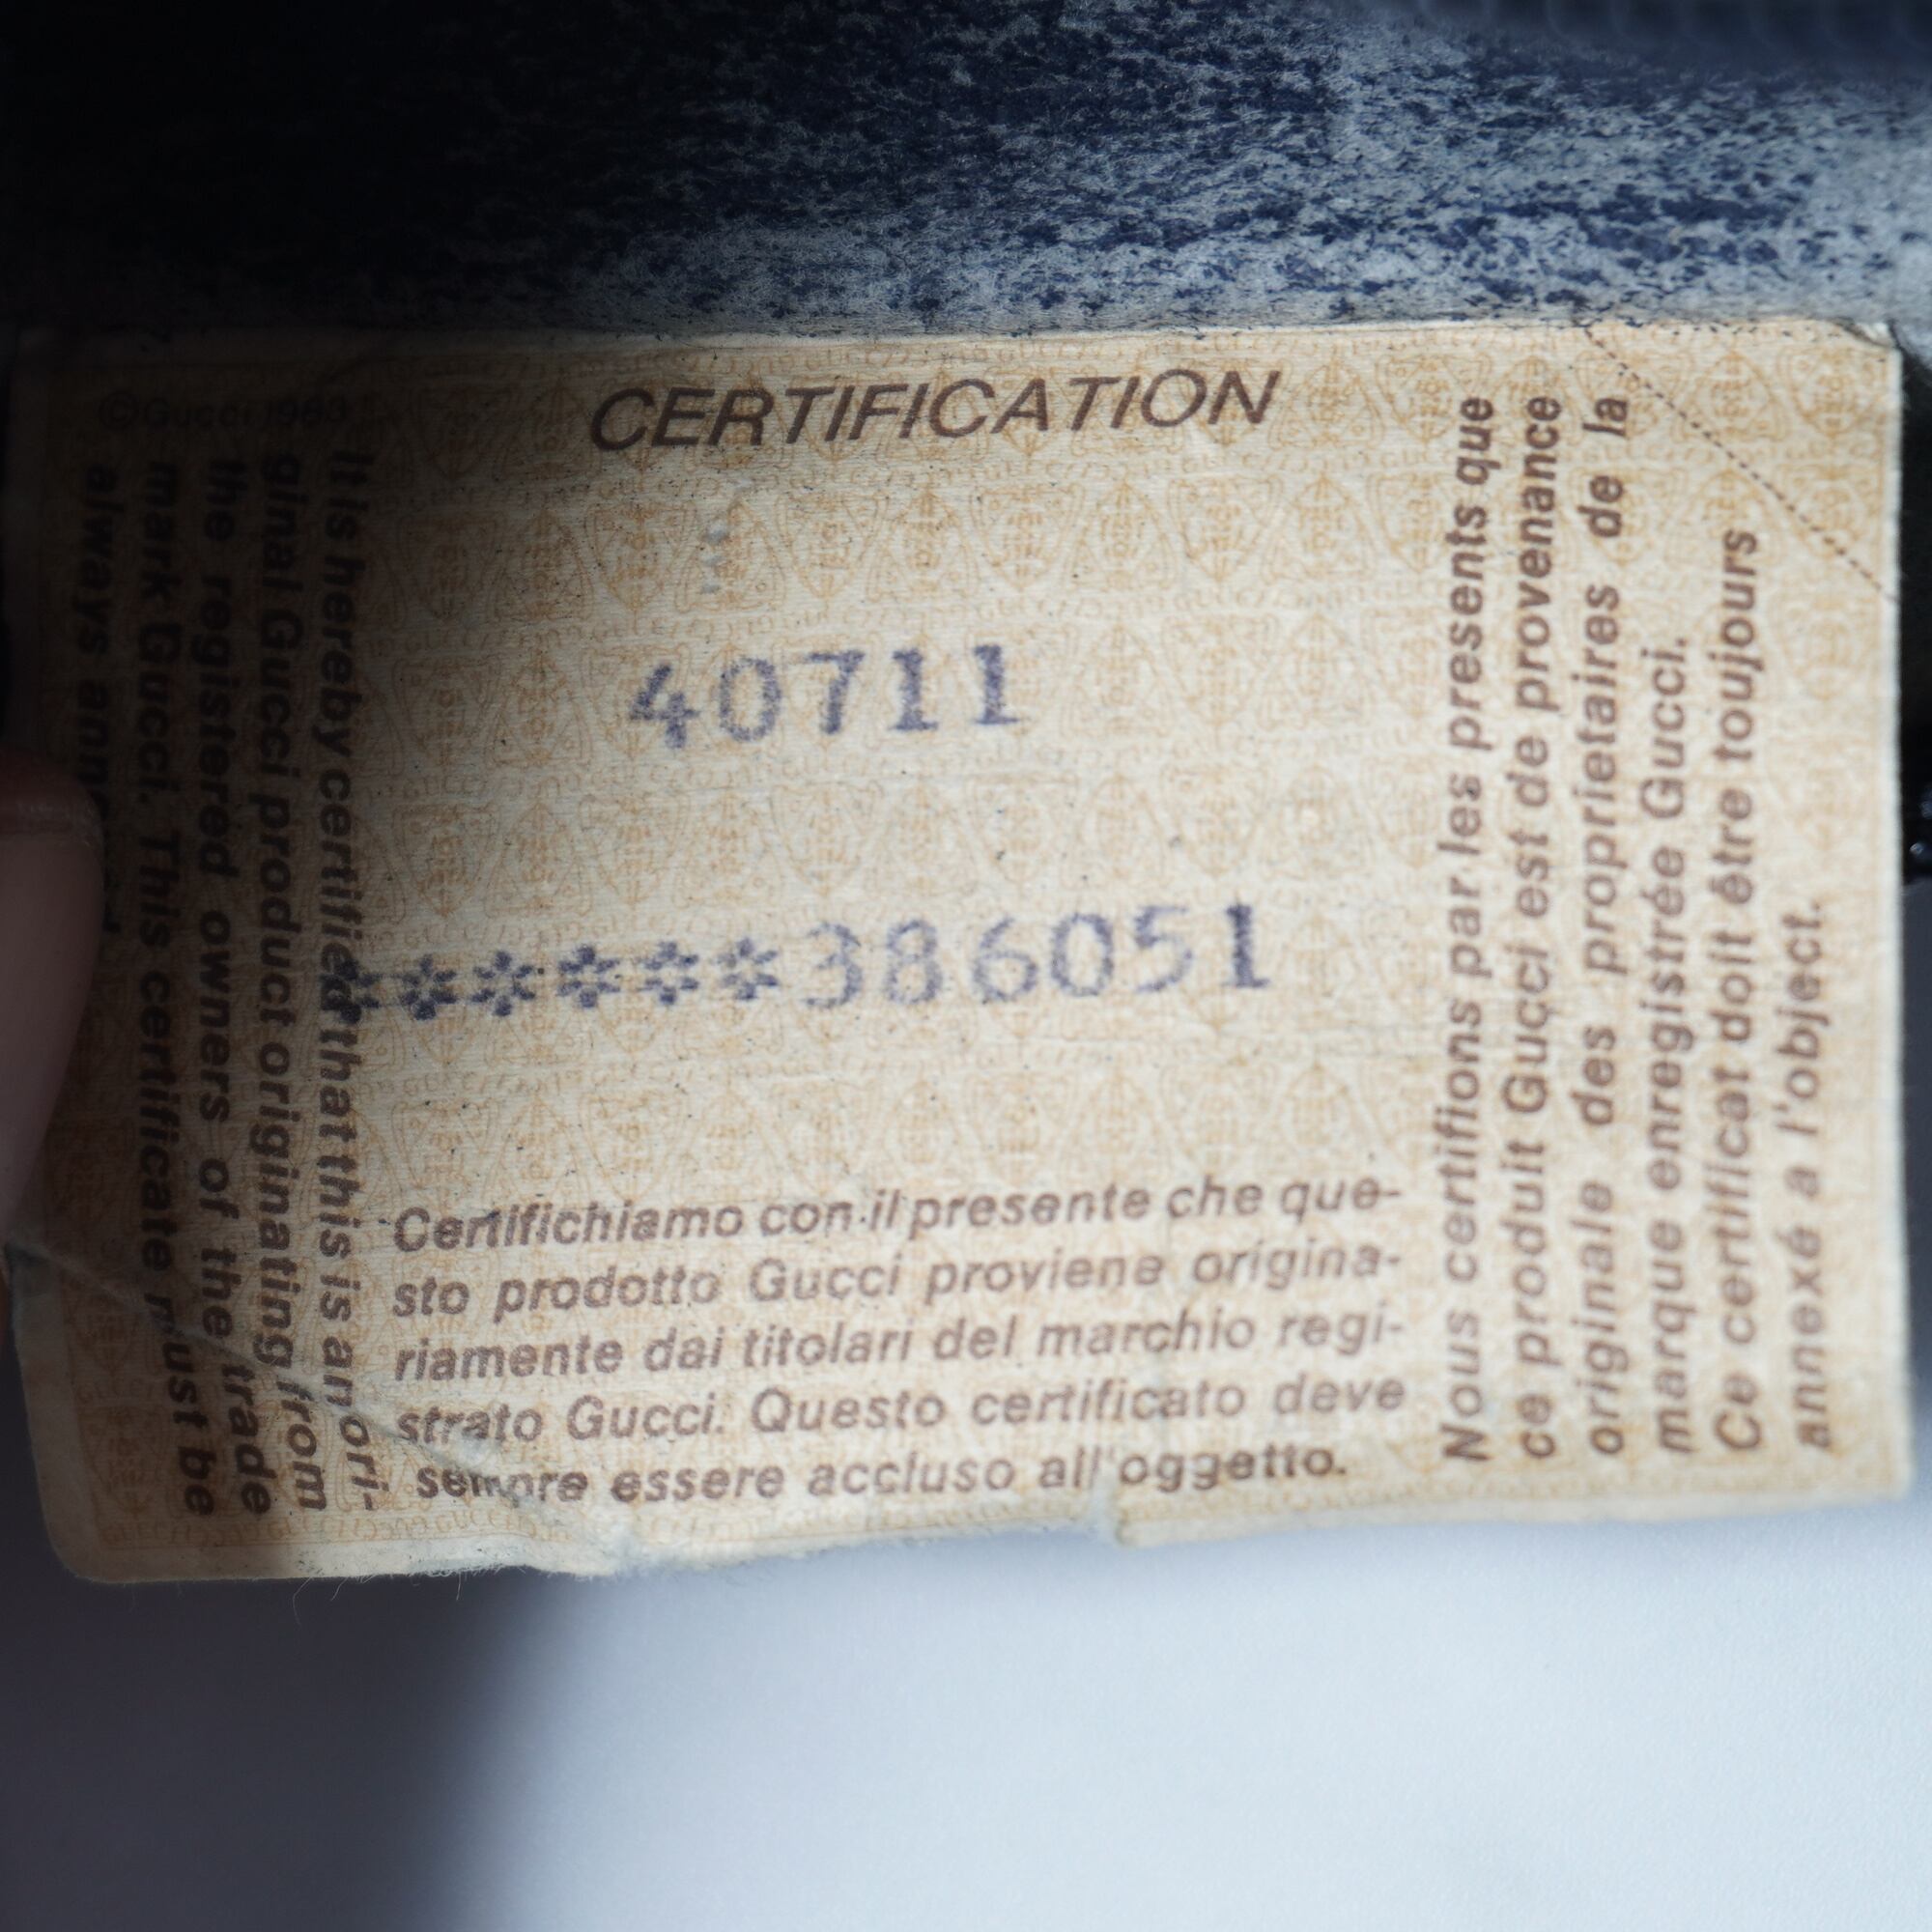 CERTIFICATION
40711
******386051
Certifichiamo con il presente che que-
sto prodotto Gucci proviene origina-
riamente dai titolari del marchio regi-
strato Gucci. Questo certificato deve
sempre essere accluso all'oggetto.
Nous certifions par les presents que
ce produit Gucci est de provenance
originale des proprietaires de la
marque enregistrée Gucci.
Ce certificat doit être toujours
annexé a l'object.
©Gucci
It is hereby certified that this is an ori-
ginal Gucci product originating from
the registered owners of the trade
mark Gucci. This certificate must be
always